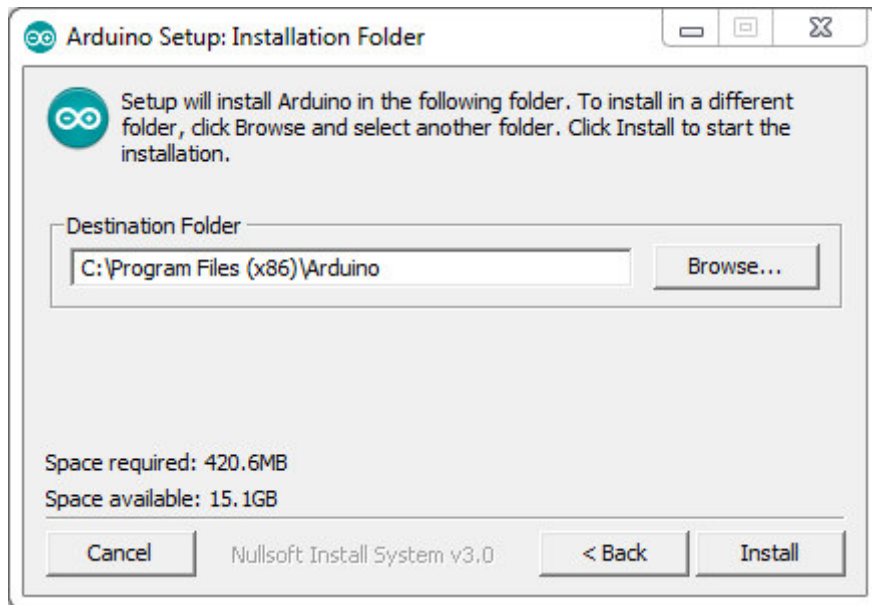 Arduino Setup: Installation Folder
Setup will install Arduino in the following folder. To install in a different
folder, click Browse and select another folder. Click Install to start the
installation.
Destination Folder
C:\Program Files (x86)\Arduino
Browse...
Space required: 420.6MB
Space available: 15.1GB
Cancel
Nullsoft Install System v3.0
< Back
Install